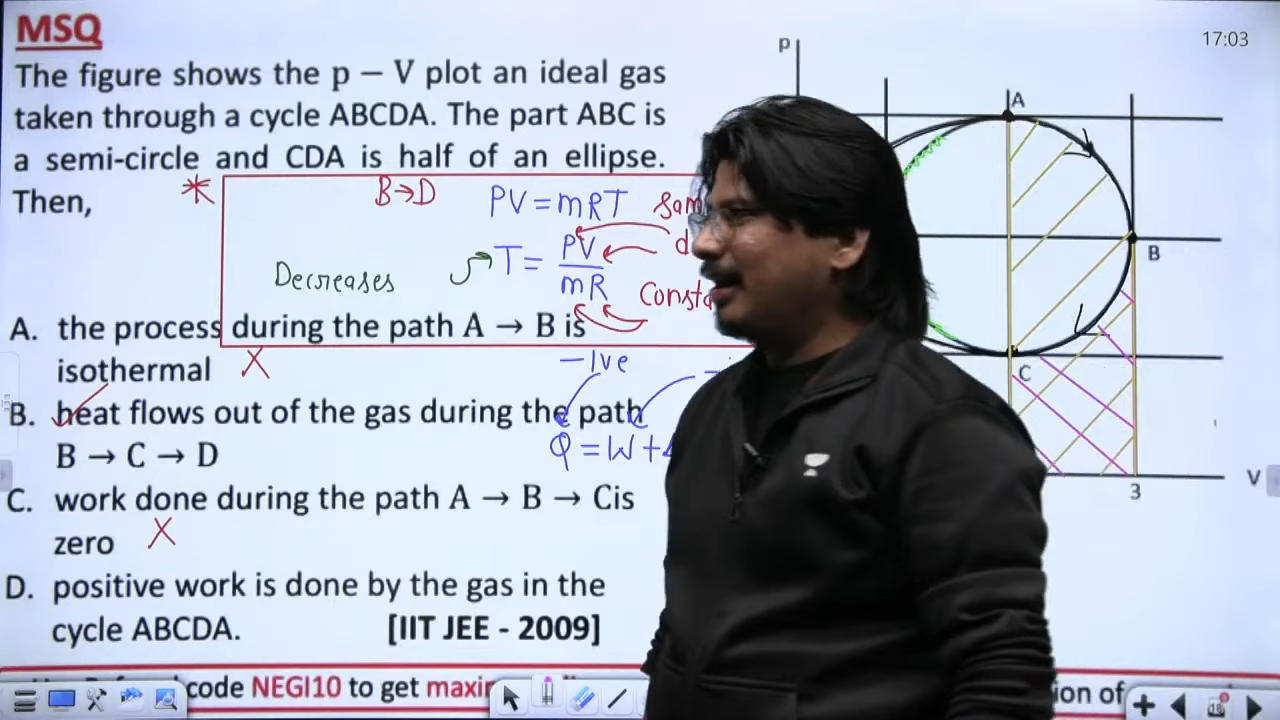 MSQ
17:03
The figure shows the p − V plot an ideal gas
taken through a cycle ABCDA. The part ABC is
a semi-circle and CDA is half of an ellipse.
Then,
*
B→D
PV = mRT
T = PV / mR
Decreases
A. the process during the path A → B is
isothermal X
B. heat flows out of the gas during the path
B → C → D
-Ive
Q = W +
C. work done during the path A → B → Cis
zero X
D. positive work is done by the gas in the
cycle ABCDA. [IIT JEE - 2009]
p
A
B
C
3
V
code NEGI10 to get
18